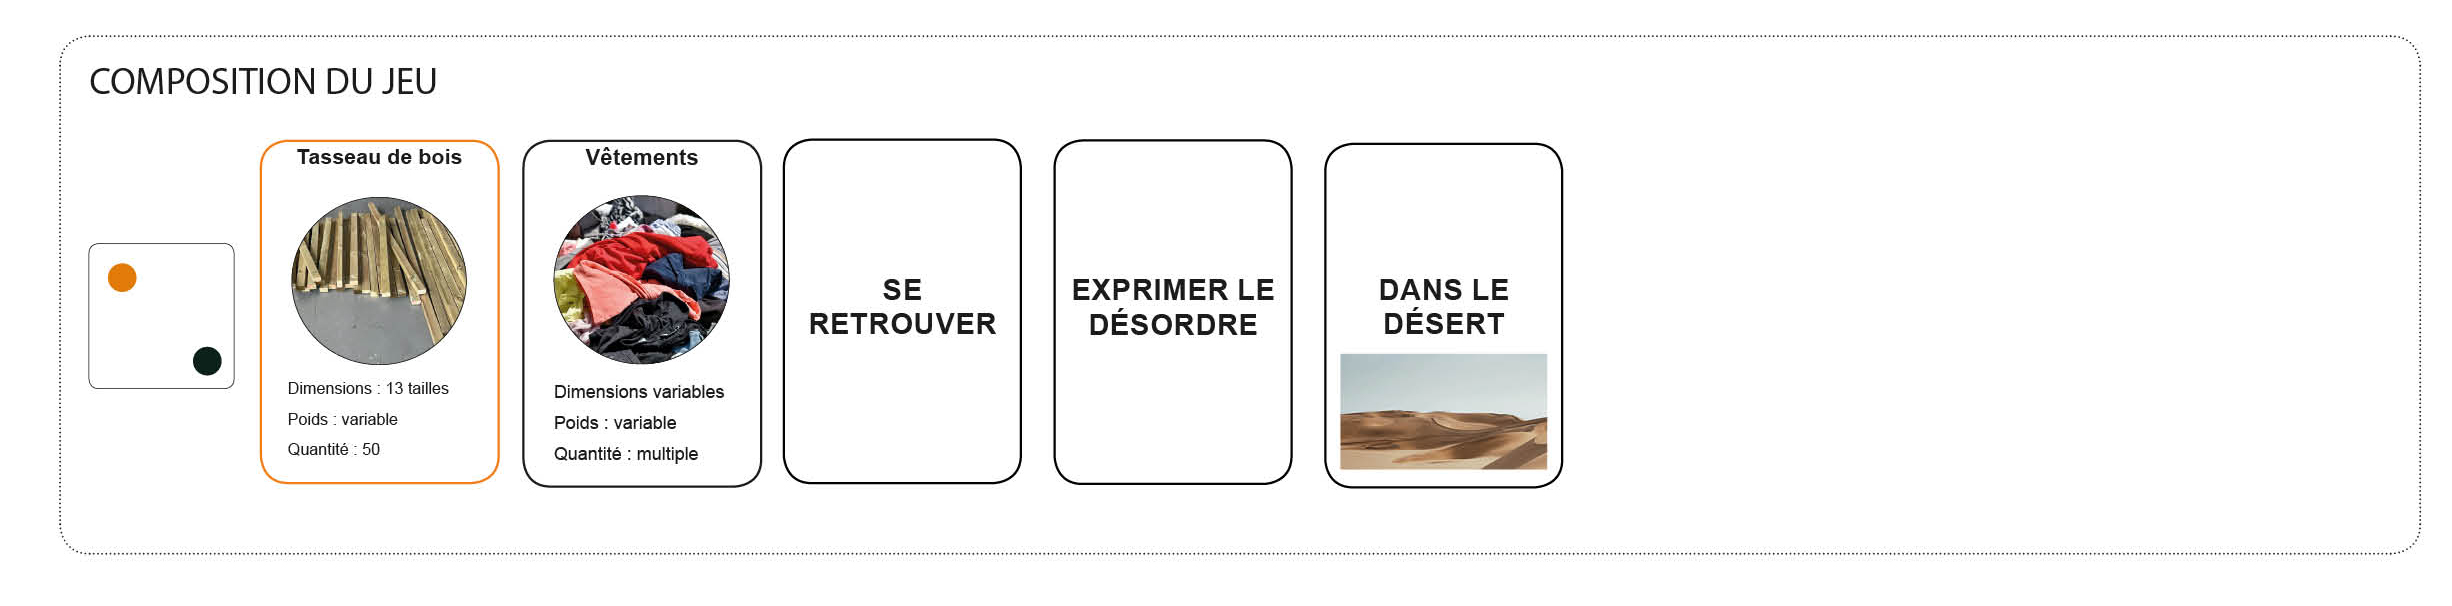 COMPOSITION DU JEU
Tasseau de bois
Dimensions : 13 tailles
Poids : variable
Quantité : 50
Vêtements
Dimensions variables
Poids : variable
Quantité : multiple
SE
RETROUVER
EXPRIMER LE
DÉSORDRE
DANS LE
DÉSERT